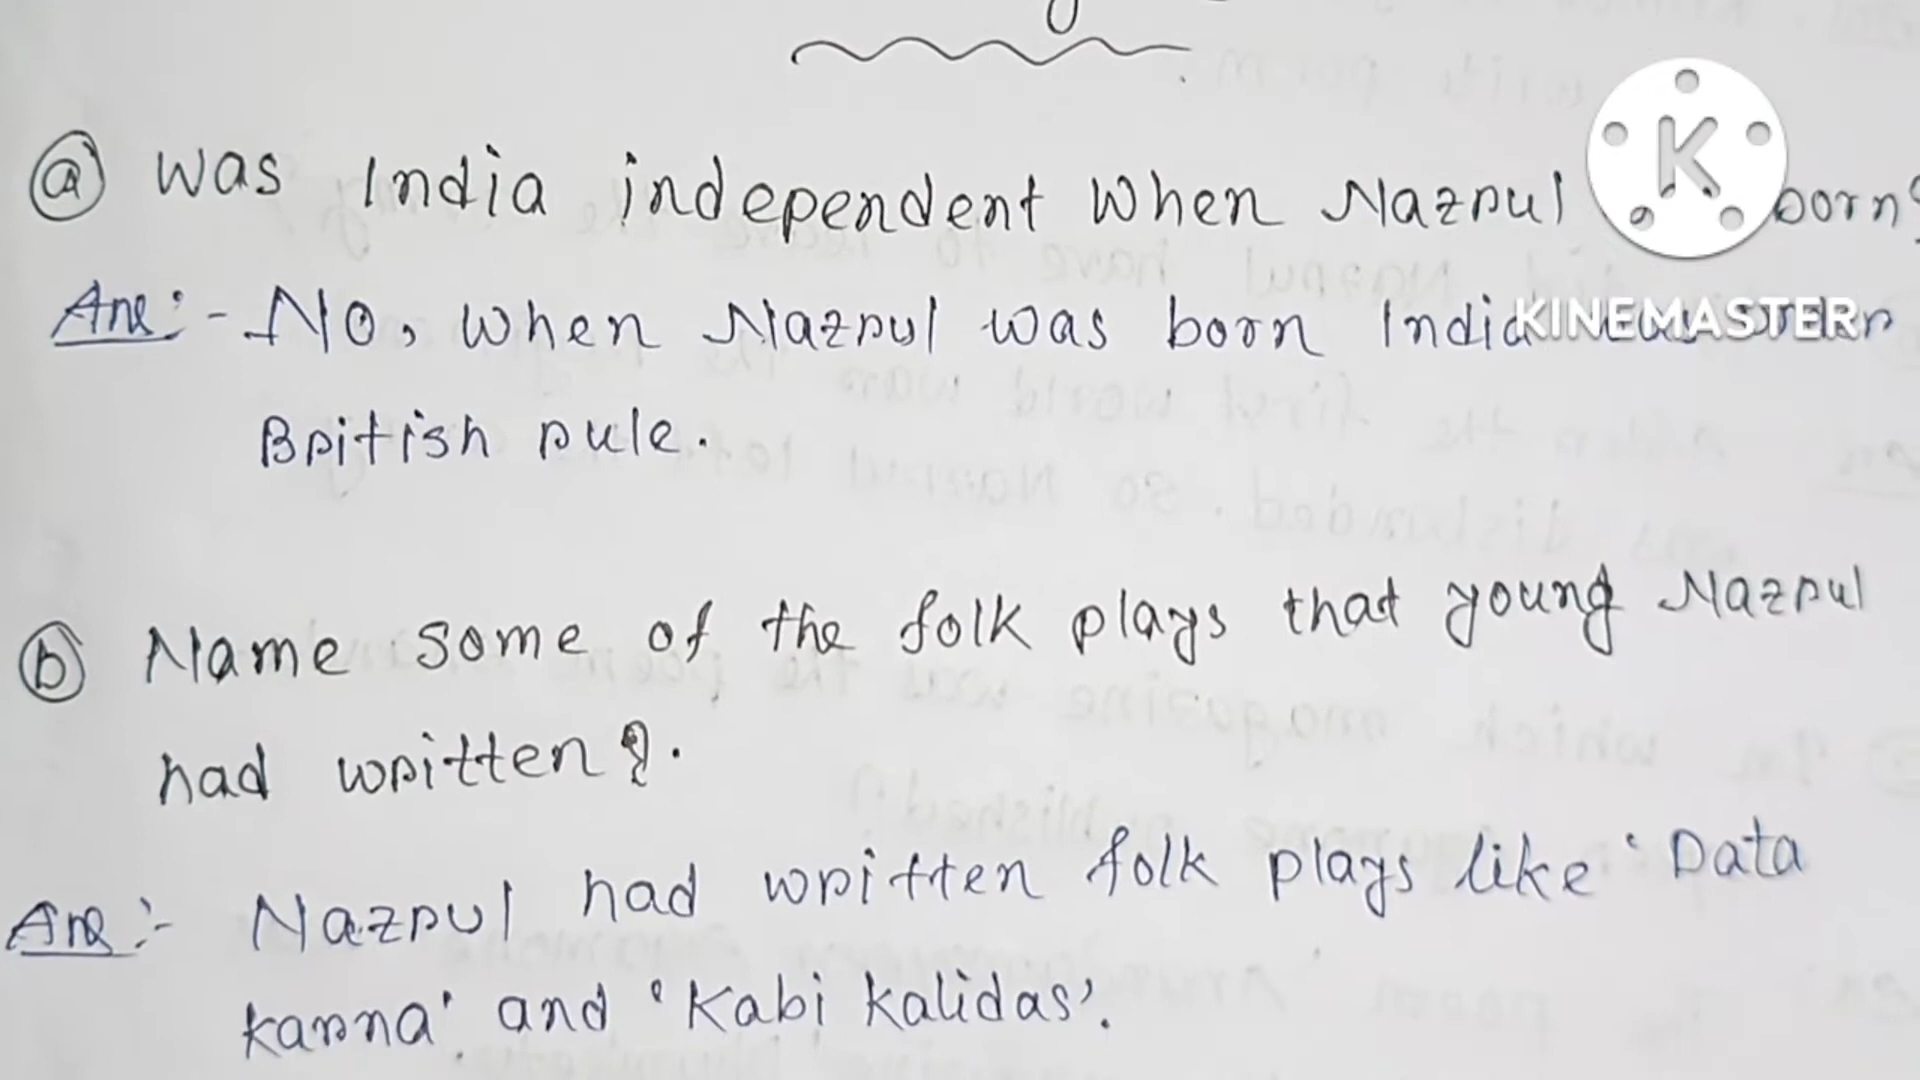 ⓐ Was India independent when Nazrul born?
Ans:- No, when Nazrul was born India was under
British rule.
ⓑ Name some of the folk plays that young Nazrul
had written?.
Ans:- Nazrul had written folk plays like 'Data
Karna' and 'Kabi Kalidas'.
K
KINEMASTER